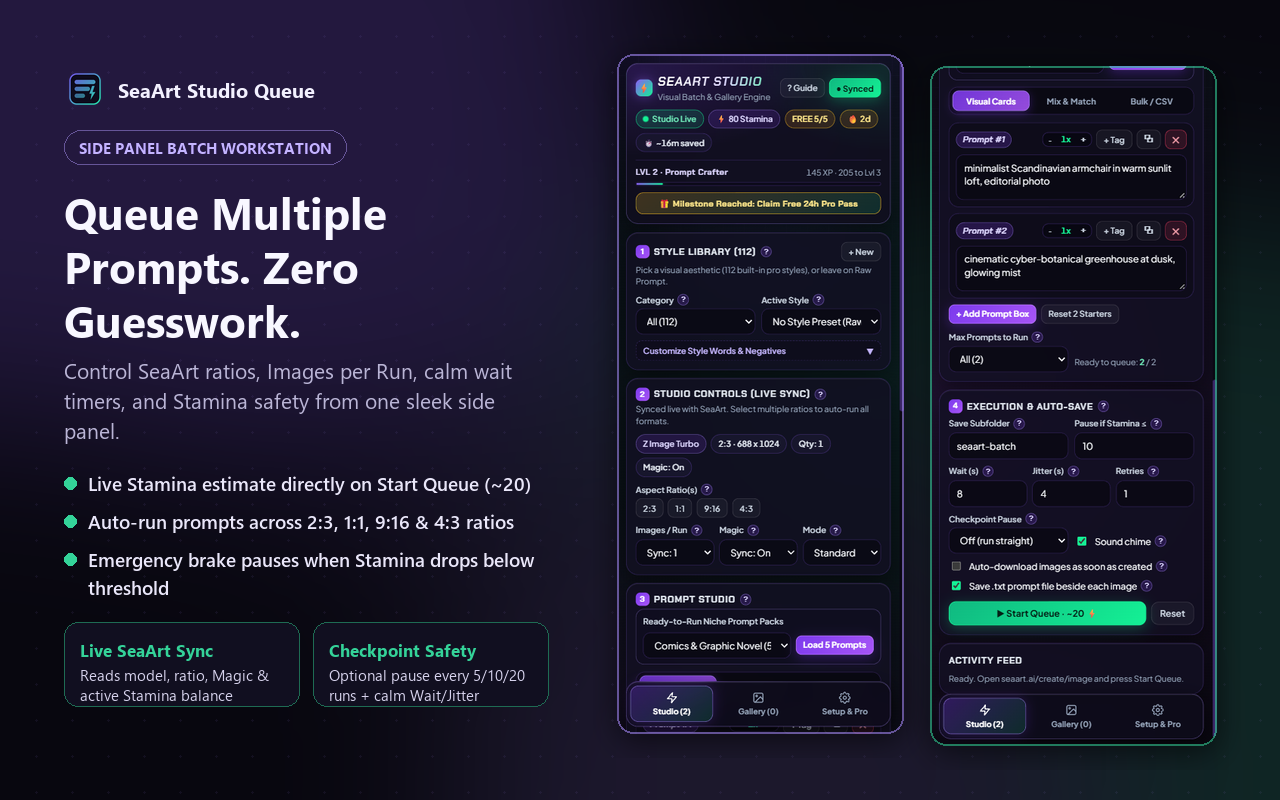 SeaArt Studio Queue
SIDE PANEL BATCH WORKSTATION
Queue Multiple
Prompts. Zero
Guesswork.
Control SeaArt ratios, Images per Run, calm wait
timers, and Stamina safety from one sleek side
panel.
Live Stamina estimate directly on Start Queue (~20)
Auto-run prompts across 2:3, 1:1, 9:16 & 4:3 ratios
Emergency brake pauses when Stamina drops below
threshold
Live SeaArt Sync
Reads model, ratio, Magic &
active Stamina balance
Checkpoint Safety
Optional pause every 5/10/20
runs + calm Wait/Jitter
SEAART STUDIO
Visual Batch & Gallery Engine
? Guide
Synced
Studio Live
80 Stamina
FREE 5/5
2d
~16m saved
LVL 2 · Prompt Crafter
145 XP · 205 to Lvl 3
Milestone Reached: Claim Free 24h Pro Pass
1 STYLE LIBRARY (112) ?
+ New
Pick a visual aesthetic (112 built-in pro styles), or leave on Raw
Prompt.
Category ? Active Style ?
All (112) No Style Preset (Raw
Customize Style Words & Negatives ▼
2 STUDIO CONTROLS (LIVE SYNC) ?
Synced live with SeaArt. Select multiple ratios to auto-run all
formats.
Z Image Turbo 2:3 · 688 x 1024 Qty: 1
Magic: On
Aspect Ratio(s) ?
2:3 1:1 9:16 4:3
Images / Run ? Magic ? Mode ?
Sync: 1 Sync: On Standard
3 PROMPT STUDIO ?
Ready-to-Run Niche Prompt Packs
Comics & Graphic Novel (5 Load 5 Prompts
Studio (2) Gallery (0) Setup & Pro
Visual Cards Mix & Match Bulk / CSV
Prompt #1 - 1x + + Tag
minimalist Scandinavian armchair in warm sunlit
loft, editorial photo
Prompt #2 - 1x + + Tag
cinematic cyber-botanical greenhouse at dusk,
glowing mist
+ Add Prompt Box Reset 2 Starters
Max Prompts to Run ?
All (2) Ready to queue: 2 / 2
4 EXECUTION & AUTO-SAVE ?
Save Subfolder ? Pause if Stamina ≤ ?
seaart-batch 10
Wait (s) ? Jitter (s) ? Retries ?
8 4 1
Checkpoint Pause ?
Off (run straight) Sound chime ?
Auto-download images as soon as created ?
Save .txt prompt file beside each image ?
▶ Start Queue · ~20 Reset
ACTIVITY FEED
Ready. Open seaart.ai/create/image and press Start Queue.
Studio (2) Gallery (0) Setup & Pro